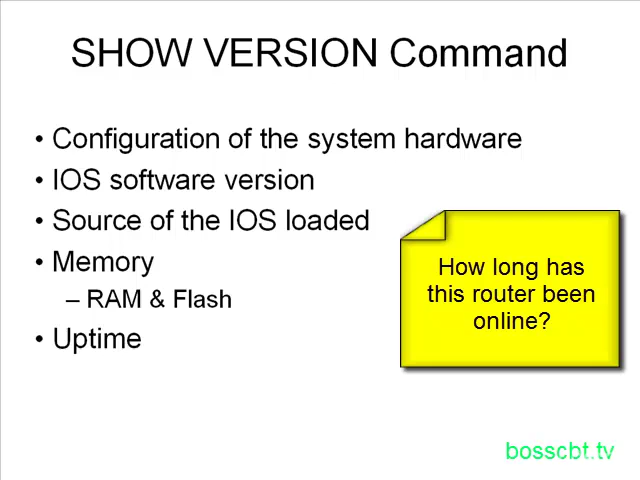 SHOW VERSION Command
• Configuration of the system hardware
• IOS software version
• Source of the IOS loaded
• Memory
– RAM & Flash
• Uptime
How long has
this router been
online?
bosscbt.tv